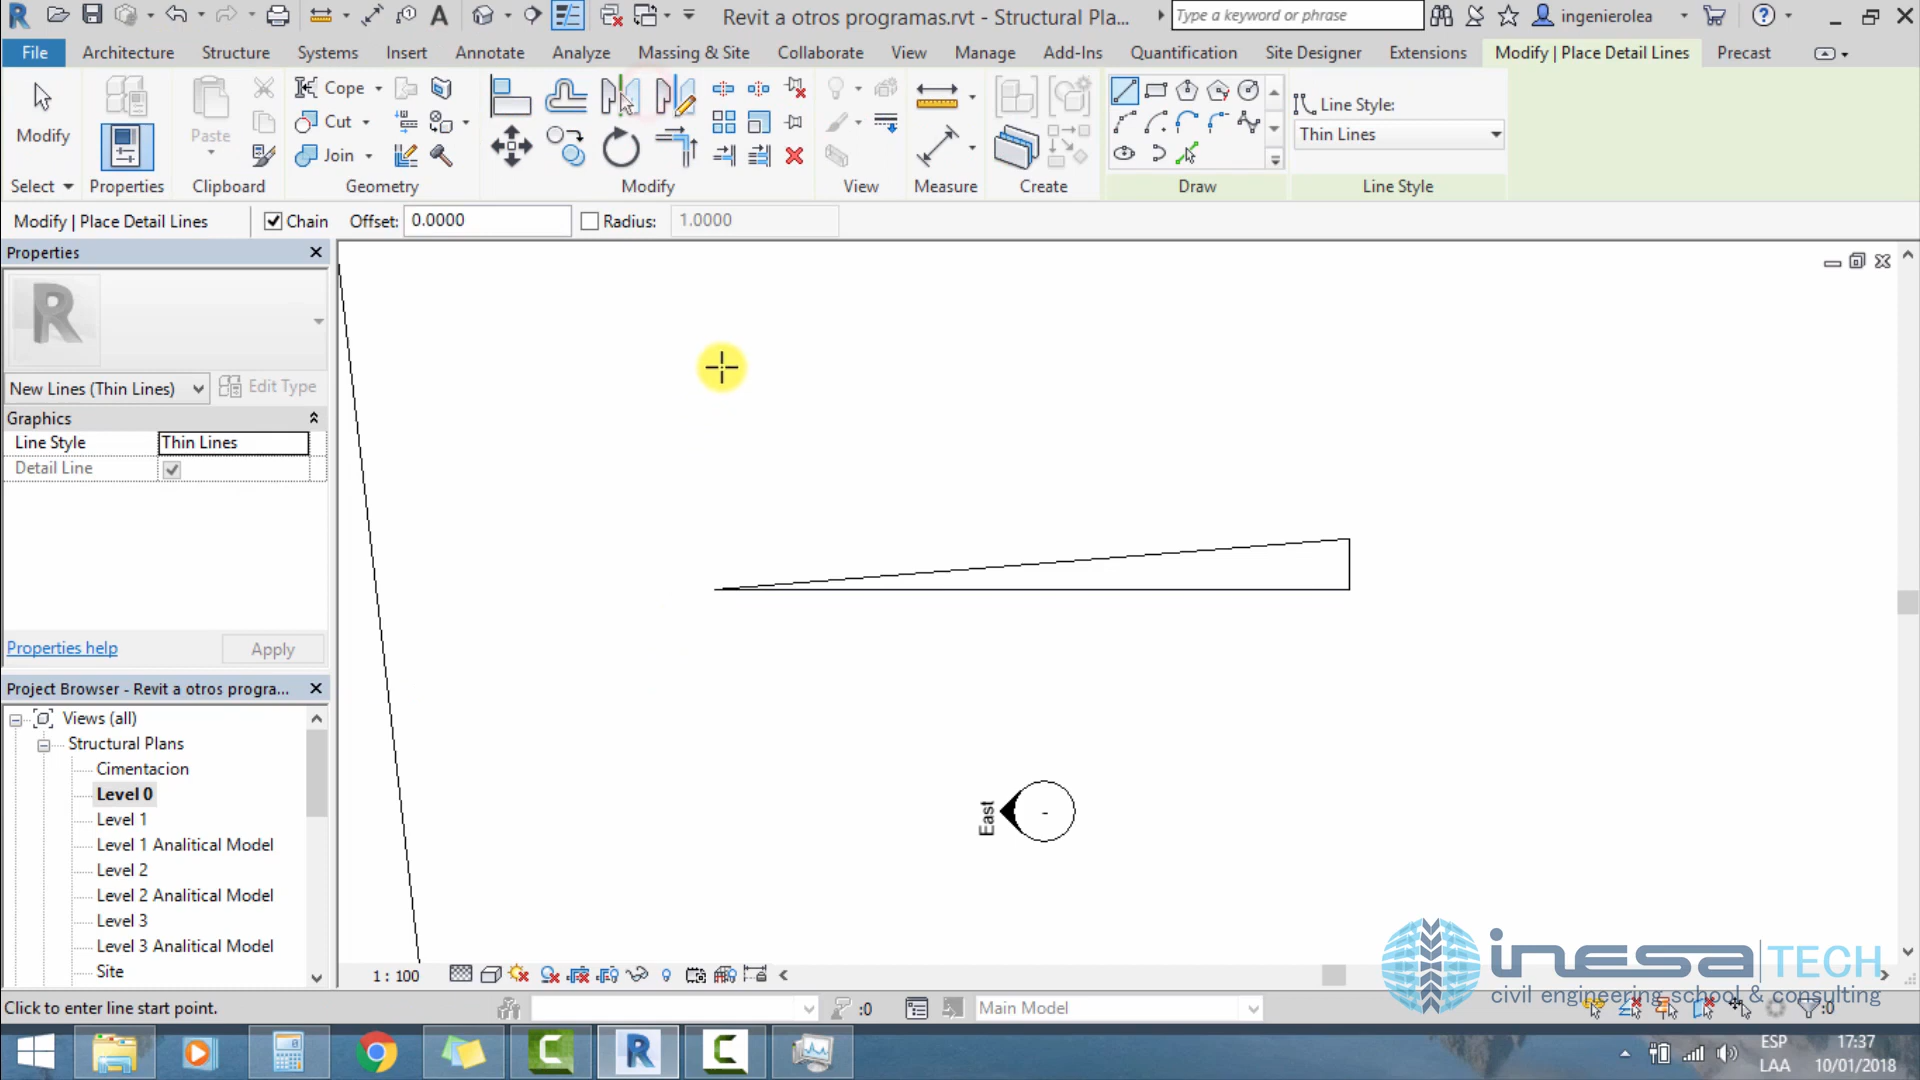 Revit a otros programas.rvt - Structural Pla...
Type a keyword or phrase
ingenierolea
File
Architecture
Structure
Systems
Insert
Annotate
Analyze
Massing & Site
Collaborate
View
Manage
Add-Ins
Quantification
Site Designer
Extensions
Modify | Place Detail Lines
Precast
Modify
Paste
Cope
Cut
Join
Line Style:
Thin Lines
Select
Properties
Clipboard
Geometry
Modify
View
Measure
Create
Draw
Line Style
Modify | Place Detail Lines
Chain
Offset:
0.0000
Radius:
1.0000
Properties
New Lines (Thin Lines)
Edit Type
Graphics
Line Style
Thin Lines
Detail Line
Properties help
Apply
Project Browser - Revit a otros progra...
Views (all)
Structural Plans
Cimentacion
Level 0
Level 1
Level 1 Analitical Model
Level 2
Level 2 Analitical Model
Level 3
Level 3 Analitical Model
Site
East
1 : 100
inesa TECH
civil engineering school & consulting
Click to enter line start point.
:0
Main Model
:0
ESP
LAA
17:37
10/01/2018